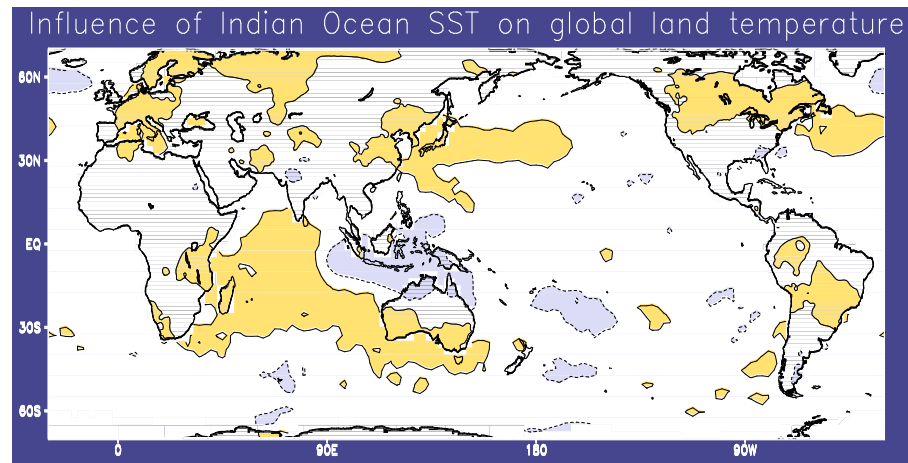 Influence of Indian Ocean SST on global land temperature
60N
30N
EQ
30S
60S
0 90E 180 90W